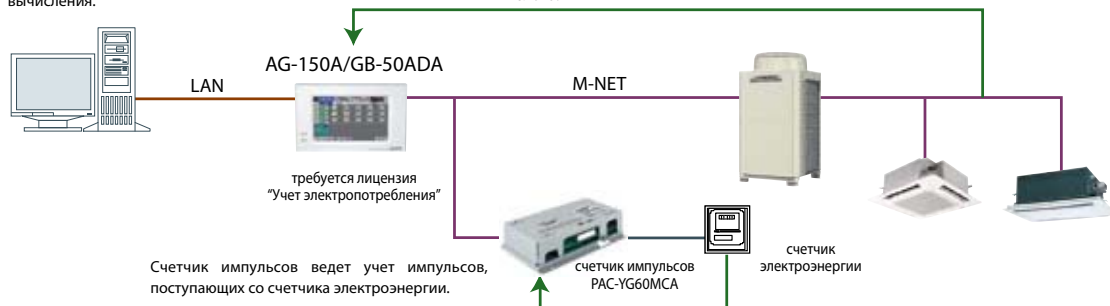 вычисления.
AG-150A/GB-50ADA
LAN
M-NET
требуется лицензия
"Учет электропотребления"
Счетчик импульсов ведет учет импульсов,
поступающих со счетчика электроэнергии.
счетчик импульсов
PAC-YG60MCA
счетчик
электроэнергии